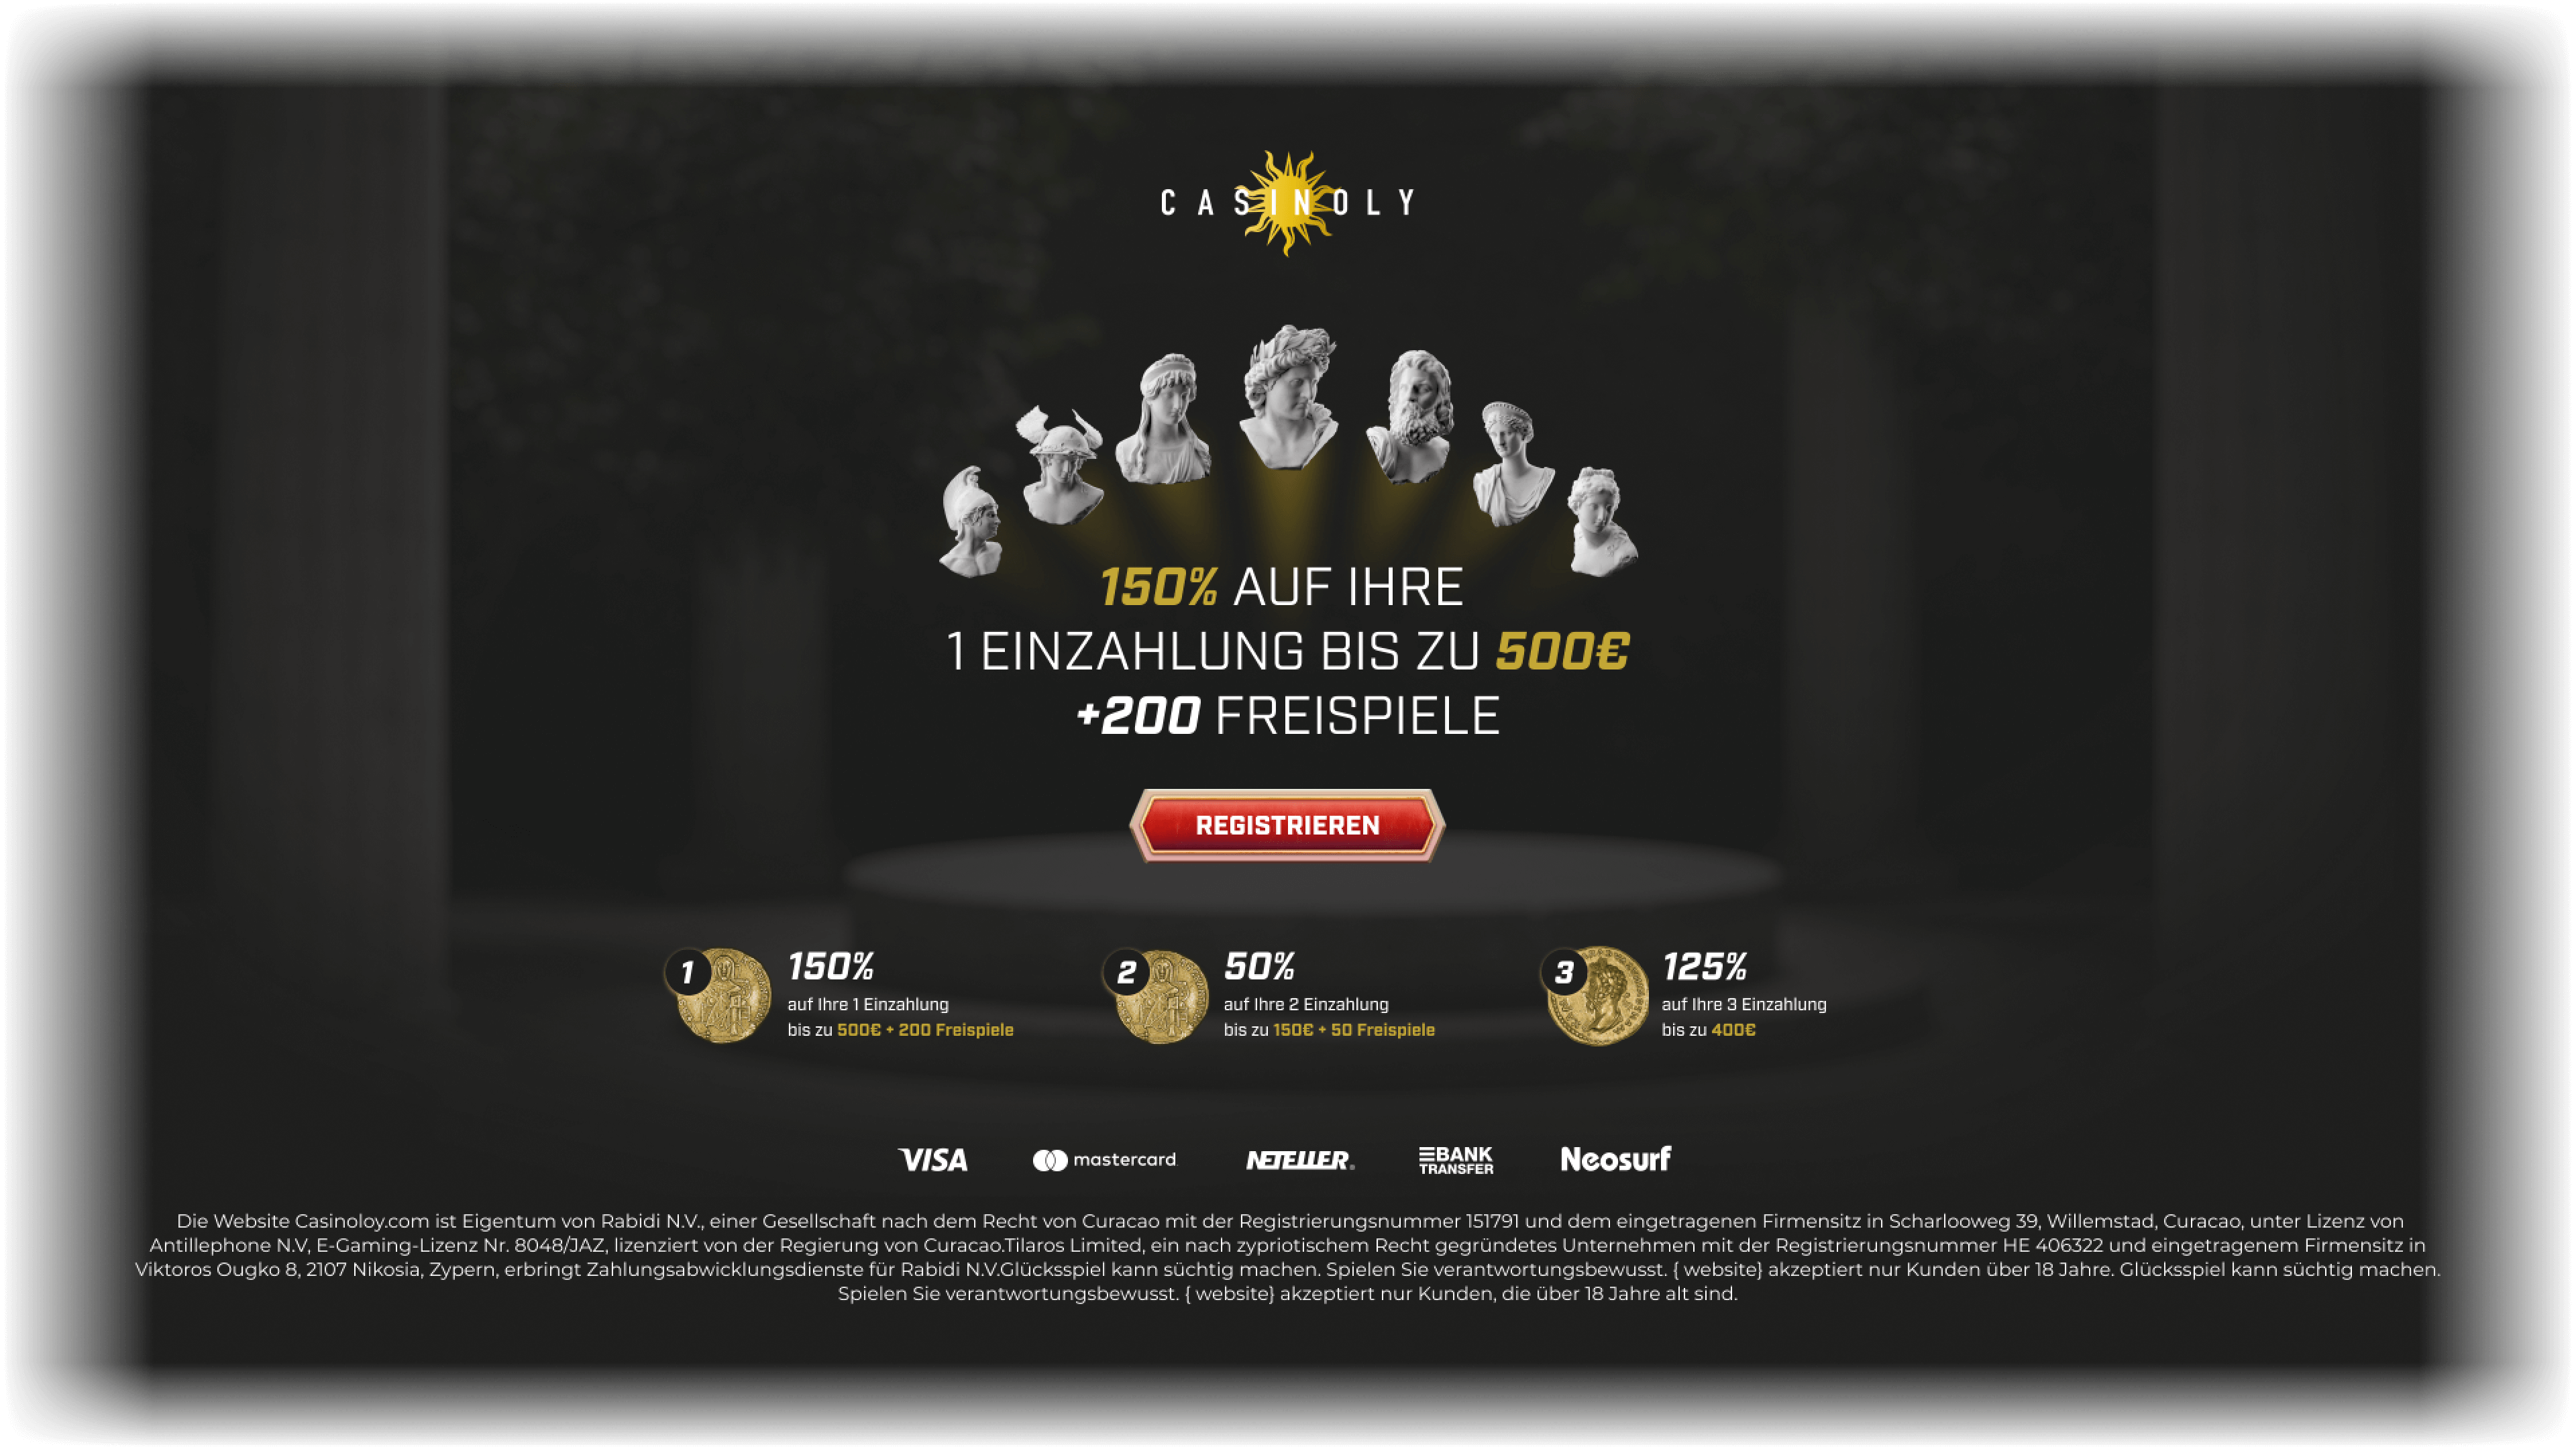 CASINOLY
150% AUF IHRE
1 EINZAHLUNG BIS ZU 500€
+200 FREISPIELE
REGISTRIEREN
1
150%
auf Ihre 1 Einzahlung
bis zu 500€ + 200 Freispiele
2
50%
auf Ihre 2 Einzahlung
bis zu 150€ + 50 Freispiele
3
125%
auf Ihre 3 Einzahlung
bis zu 400€
VISA mastercard NETELLER BANK TRANSFER Neosurf
Die Website Casinoloy.com ist Eigentum von Rabidi N.V., einer Gesellschaft nach dem Recht von Curacao mit der Registrierungsnummer 151791 und dem eingetragenen Firmensitz in Scharlooweg 39, Willemstad, Curacao, unter Lizenz von
Antillephone N.V, E-Gaming-Lizenz Nr. 8048/JAZ, lizenziert von der Regierung von Curacao.Tilaros Limited, ein nach zypriotischem Recht gegründetes Unternehmen mit der Registrierungsnummer HE 406322 und eingetragenem Firmensitz in
Viktoros Ougko 8, 2107 Nikosia, Zypern, erbringt Zahlungsabwicklungsdienste für Rabidi N.V.Glücksspiel kann süchtig machen. Spielen Sie verantwortungsbewusst. { website} akzeptiert nur Kunden über 18 Jahre. Glücksspiel kann süchtig machen.
Spielen Sie verantwortungsbewusst. { website} akzeptiert nur Kunden, die über 18 Jahre alt sind.